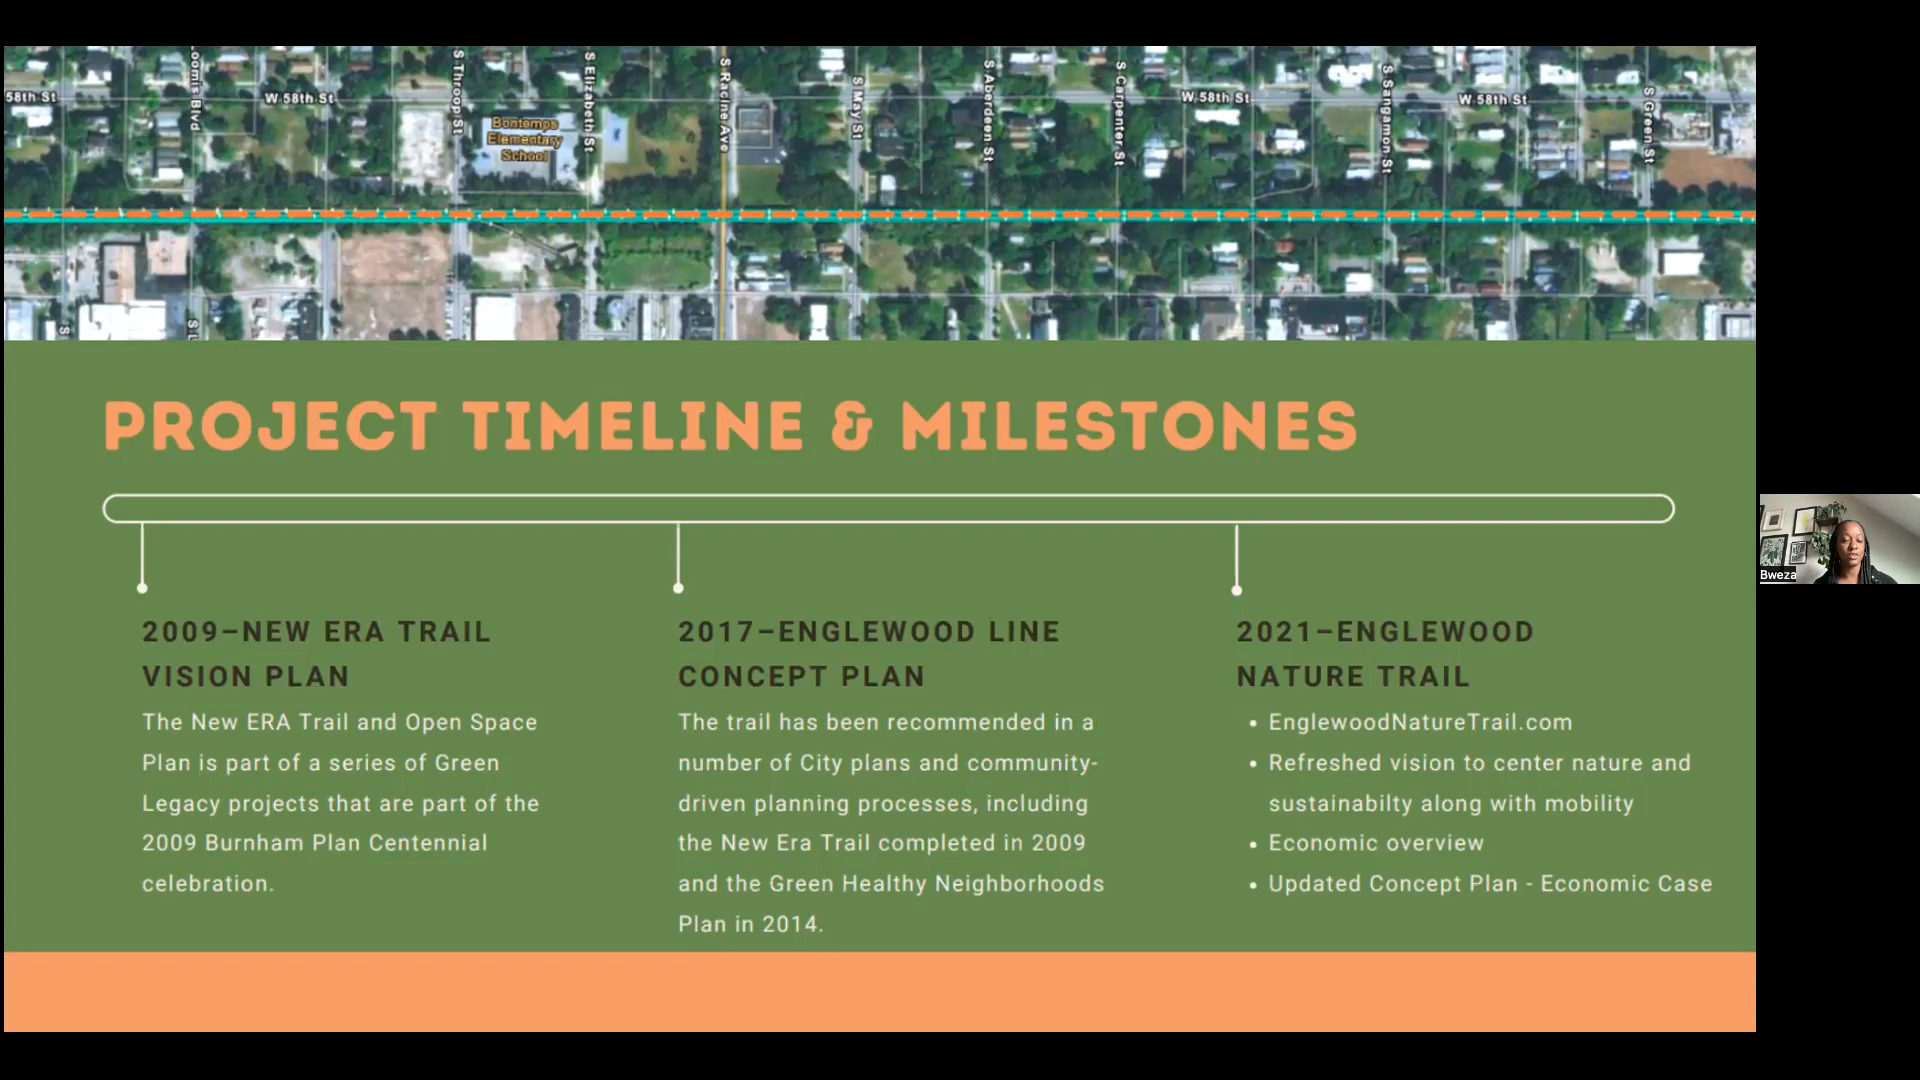 58th St
oomis Blvd
W 58th St
S Throop St
S Elizabeth St
S Racine Ave
S May St
S Aberdeen St
S Carpenter St
W 58th St
S Sangamon St
W 58th St
S Green St
Bontemps
Elementary
School
S
S L
S
PROJECT TIMELINE & MILESTONES
2009–NEW ERA TRAIL
VISION PLAN
The New ERA Trail and Open Space
Plan is part of a series of Green
Legacy projects that are part of the
2009 Burnham Plan Centennial
celebration.
2017–ENGLEWOOD LINE
CONCEPT PLAN
The trail has been recommended in a
number of City plans and community-
driven planning processes, including
the New Era Trail completed in 2009
and the Green Healthy Neighborhoods
Plan in 2014.
2021–ENGLEWOOD
NATURE TRAIL
• EnglewoodNatureTrail.com
• Refreshed vision to center nature and
sustainabilty along with mobility
• Economic overview
• Updated Concept Plan - Economic Case
Bweza